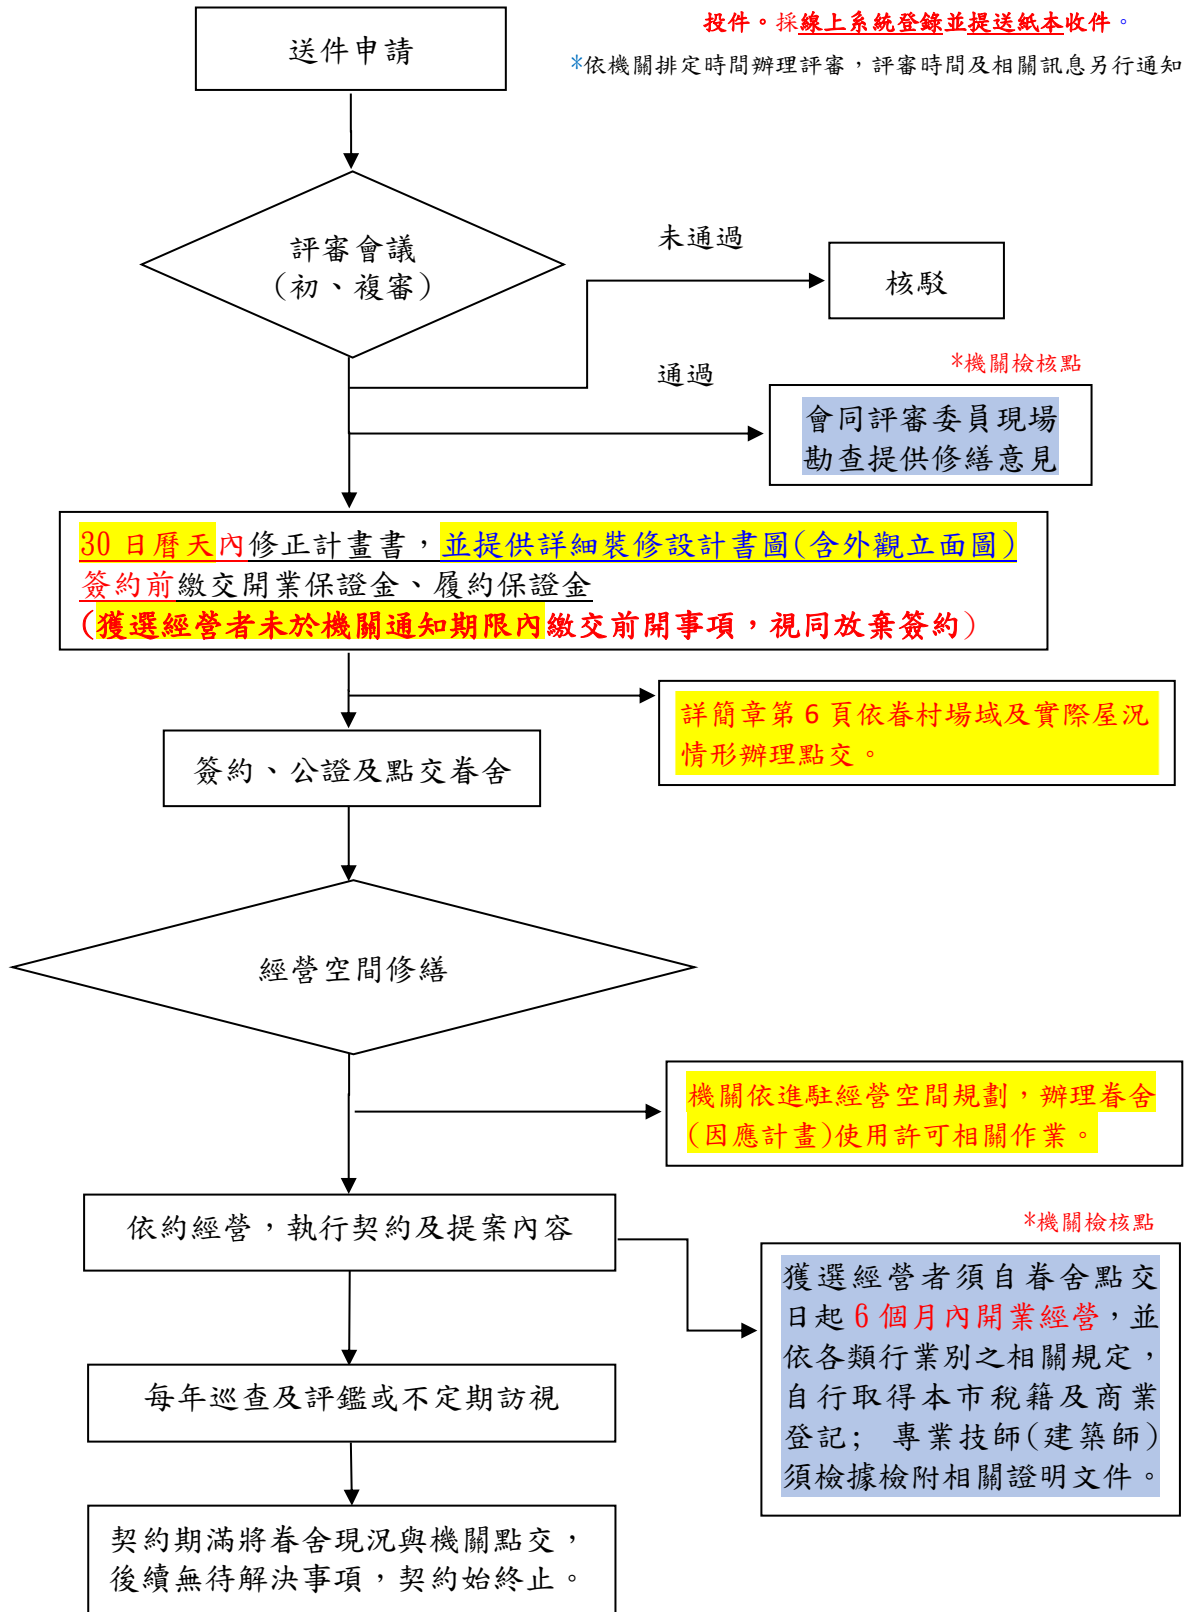 投件。採線上系統登錄並提送紙本收件。
送件申請
*依機關排定時間辦理評審，評審時間及相關訊息另行通知
評審會議
(初、複審)
未通過
核駁
通過
*機關檢核點
會同評審委員現場
勘查提供修繕意見
30日曆天內修正計畫書，並提供詳細裝修設計書圖(含外觀立面圖)
簽約前繳交開業保證金、履約保證金
(獲選經營者未於機關通知期限內繳交前開事項，視同放棄簽約)
詳簡章第6頁依眷村場域及實際屋況
情形辦理點交。
簽約、公證及點交眷舍
經營空間修繕
機關依進駐經營空間規劃，辦理眷舍
(因應計畫)使用許可相關作業。
依約經營，執行契約及提案內容
*機關檢核點
獲選經營者須自眷舍點交
日起6個月內開業經營，並
依各類行業別之相關規定，
自行取得本市稅籍及商業
登記; 專業技師(建築師)
須檢據檢附相關證明文件。
每年巡查及評鑑或不定期訪視
契約期滿將眷舍現況與機關點交，
後續無待解決事項，契約始終止。